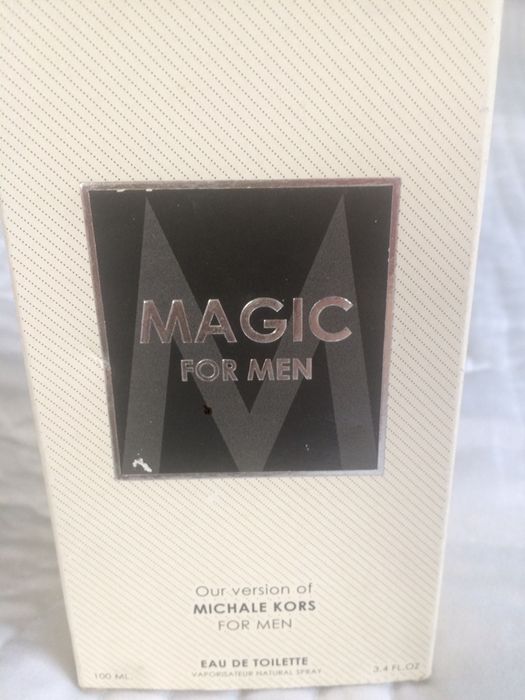 M
MAGIC
FOR MEN
Our version of
MICHALE KORS
FOR MEN
EAU DE TOILETTE
100 ML. VAPORISATEUR NATURAL SPRAY 3.4 FL.OZ